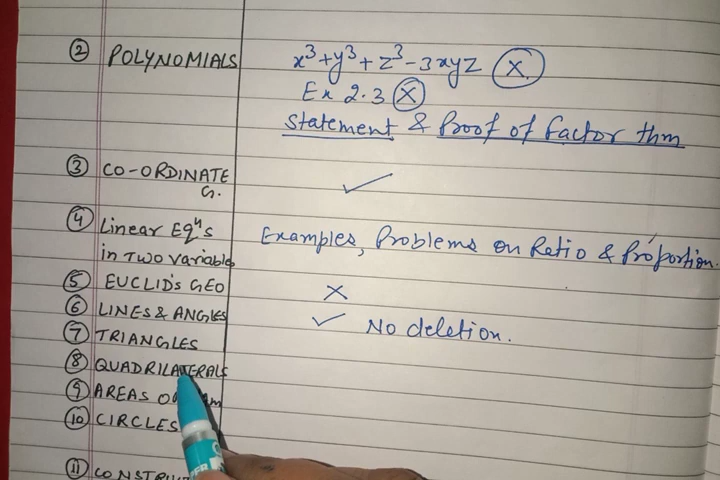 ② POLYNOMIALS x³+y³+z³-3xyz Ⓧ.
Ex 2.3 Ⓧ
Statement & Proof of factor thm
③ CO-ORDINATE
G.
④ Linear Eqⁿs Examples, Problems on Ratio & Proportion.
in Two variables
⑤ EUCLID'S GEO X
⑥ LINES & ANGLES ✓ No deletion.
⑦ TRIANGLES
⑧ QUADRILATERALS
⑨ AREAS
⑩ CIRCLES
⑪